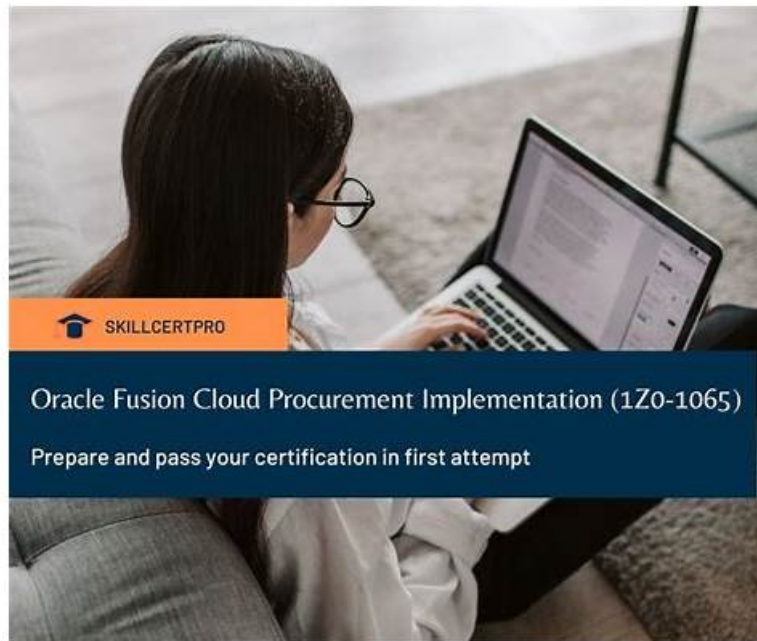 SKILLCERTPRO
Oracle Fusion Cloud Procurement Implementation (1Z0-1065)
Prepare and pass your certification in first attempt